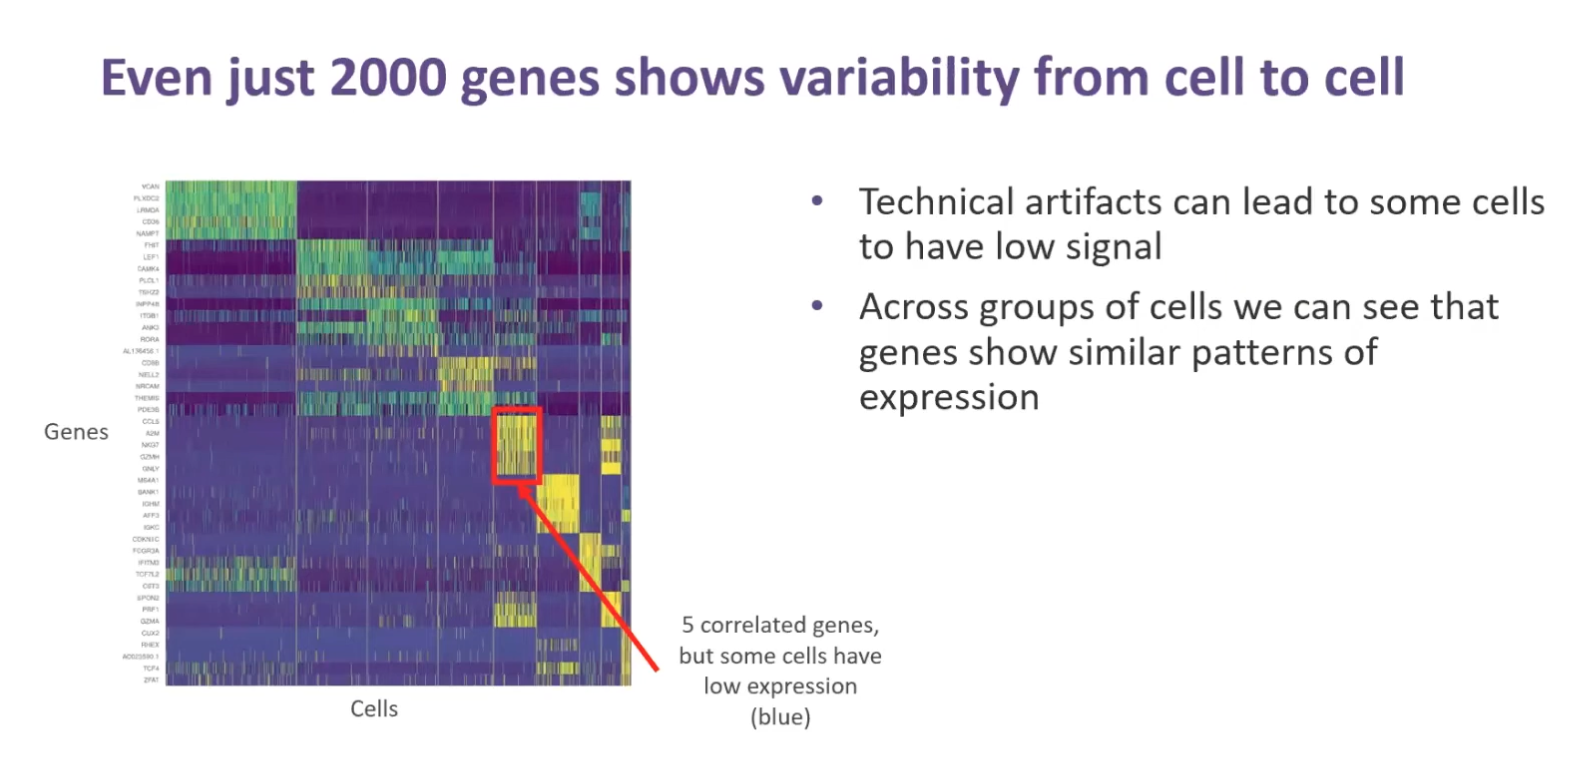 Even just 2000 genes shows variability from cell to cell
• Technical artifacts can lead to some cells
to have low signal
• Across groups of cells we can see that
genes show similar patterns of
expression
Genes
VCAN
PLXDC2
LRMDA
CD36
NAMPT
FHIT
LEF1
CAMK4
PLCL1
TSHZ2
INPP4B
ITGB1
ANK3
RORA
CD8B
NELL2
NRCAM
THEMIS
PDE3B
CCL5
A2M
NKG7
GZMH
GNLY
MS4A1
BANK1
IGHM
AFF3
IGKC
CDKN1C
FCGR3A
IFITM3
TCF7L2
CST3
SPON2
PRF1
GZMA
CUX2
RHEX
TCF4
ZFAT
Cells
5 correlated genes,
but some cells have
low expression
(blue)